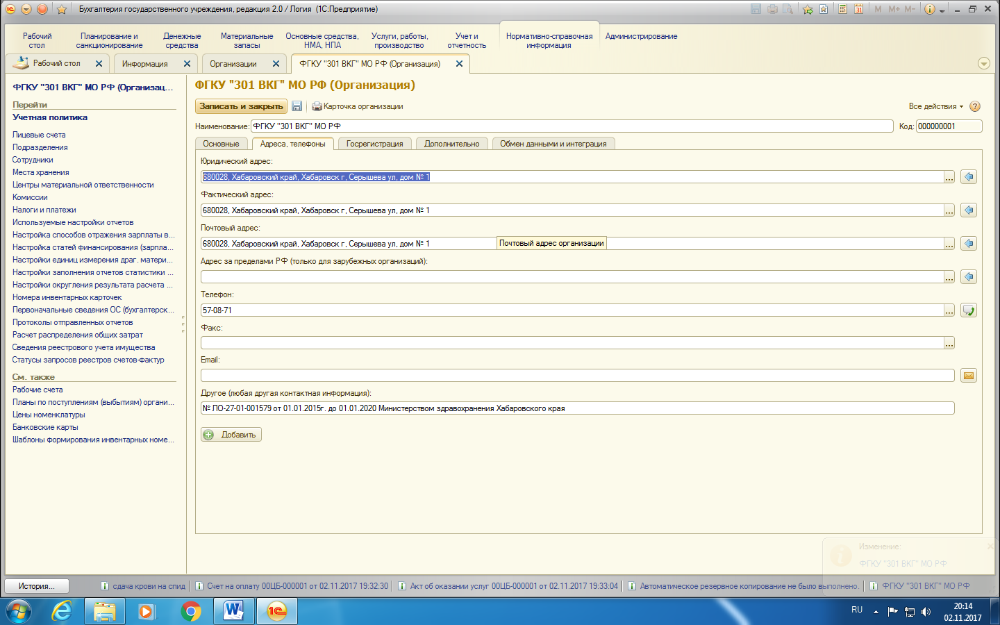 Бухгалтерия государственного учреждения, редакция 2.0 / Логия (1С:Предприятие)
M M+ M-
Рабочий стол
Планирование и санкционирование
Денежные средства
Материальные запасы
Основные средства, НМА, НПА
Услуги, работы, производство
Учет и отчетность
Нормативно-справочная информация
Администрирование
Рабочий стол
Информация
Организации
ФГКУ "301 ВКГ" МО РФ (Организация)
ФГКУ "301 ВКГ" МО РФ (Организац...
Перейти
Учетная политика
Лицевые счета
Подразделения
Сотрудники
Места хранения
Центры материальной ответственности
Комиссии
Налоги и платежи
Используемые настройки отчетов
Настройка способов отражения зарплаты в...
Настройка статей финансирования (зарпла...
Настройки единиц измерения драг. матери...
Настройки заполнения отчетов статистики ...
Настройки округления результата расчета ...
Номера инвентарных карточек
Первоначальные сведения ОС (бухгалтерск...
Протоколы отправленных отчетов
Расчет распределения общих затрат
Сведения реестрового учета имущества
Статусы запросов реестров счетов-фактур
См. также
Рабочие счета
Планы по поступлениям (выбытиям) органи...
Цены номенклатуры
Банковские карты
Шаблоны формирования инвентарных номе...
ФГКУ "301 ВКГ" МО РФ (Организация)
Записать и закрыть
Карточка организации
Все действия
Наименование: ФГКУ "301 ВКГ" МО РФ
Код: 000000001
Основные
Адреса, телефоны
Госрегистрация
Дополнительно
Обмен данными и интеграция
Юридический адрес:
680028, Хабаровский край, Хабаровск г, Серышева ул, дом № 1
Фактический адрес:
680028, Хабаровский край, Хабаровск г, Серышева ул, дом № 1
Почтовый адрес:
680028, Хабаровский край, Хабаровск г, Серышева ул, дом № 1
Почтовый адрес организации
Адрес за пределами РФ (только для зарубежных организаций):
Телефон:
57-08-71
Факс:
Email:
Другое (любая другая контактная информация):
№ ЛО-27-01-001579 от 01.01.2015г. до 01.01.2020 Министерством здравохранения Хабаровского края
Добавить
Изменение:
ФГКУ "301 ВКГ" МО РФ
История...
сдача крови на спид
Счет на оплату 00ЦБ-000001 от 02.11.2017 19:32:30
Акт об оказании услуг 00ЦБ-000001 от 02.11.2017 19:33:04
Автоматическое резервное копирование не было выполнено.
ФГКУ "301 ВКГ" МО РФ
RU
20:14
02.11.2017